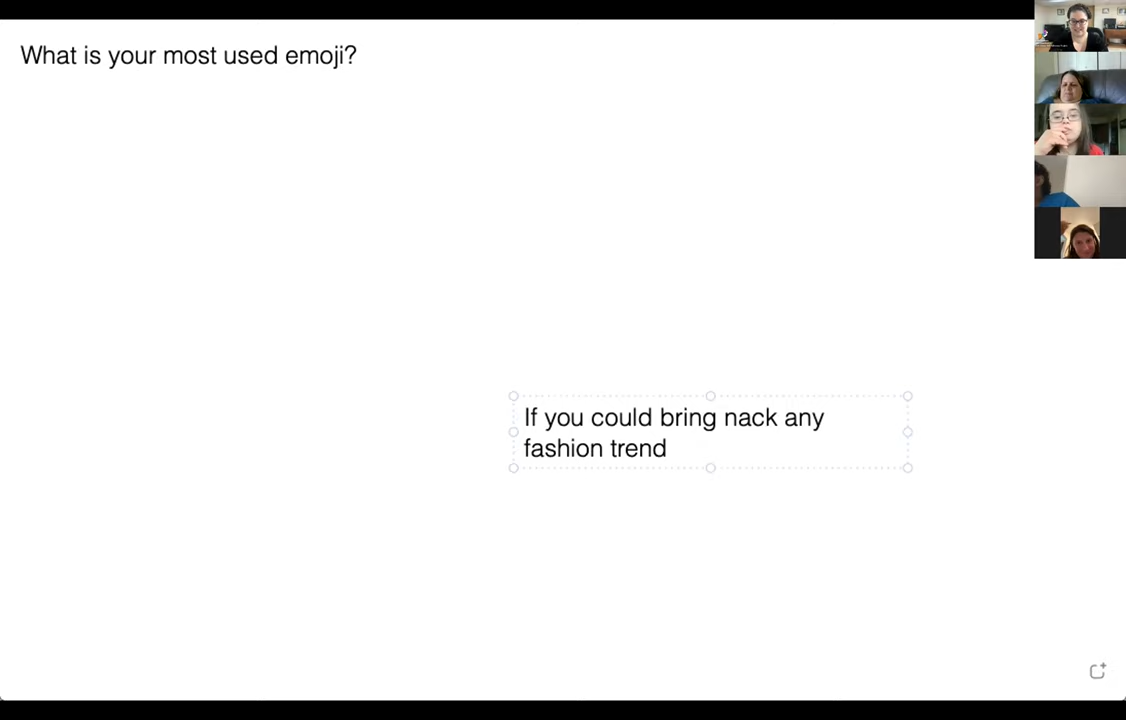 What is your most used emoji?
If you could bring nack any
fashion trend